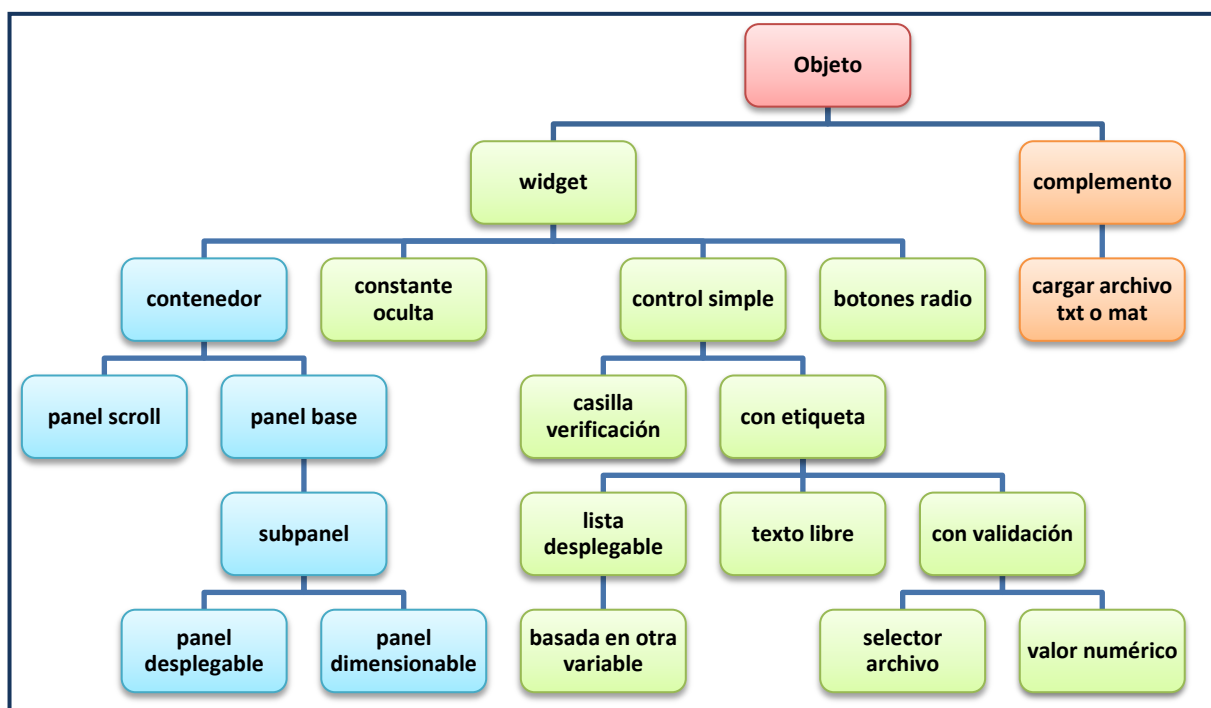 Objeto
widget
complemento
contenedor
constante
oculta
control simple
botones radio
cargar archivo
txt o mat
panel scroll
panel base
casilla
verificación
con etiqueta
subpanel
lista
desplegable
texto libre
con validación
panel
desplegable
panel
dimensionable
basada en otra
variable
selector
archivo
valor numérico